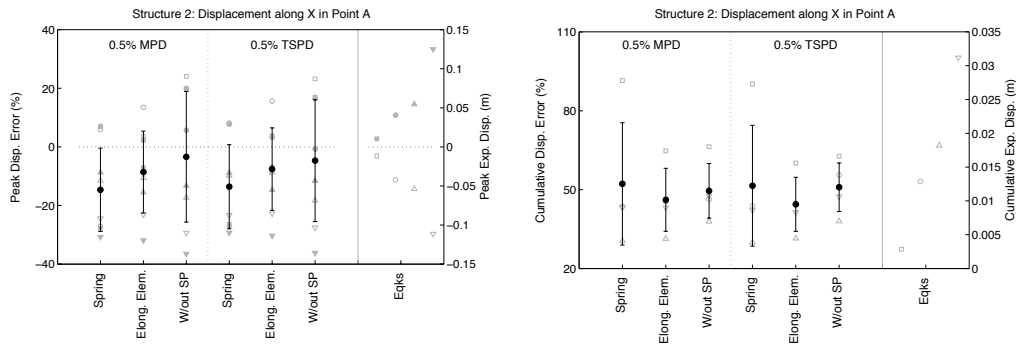 Structure 2: Displacement along X in Point A
40
20
0
−20
−40
Peak Disp. Error (%)
0.5% MPD
0.5% TSPD
0.15
0.1
0.05
0
−0.05
−0.1
−0.15
Peak Exp. Disp. (m)
Spring
Elong. Elem.
W/out SP
Spring
Elong. Elem.
W/out SP
Eqks
Structure 2: Displacement along X in Point A
110
80
50
20
Cumulative Disp. Error (%)
0.5% MPD
0.5% TSPD
0.035
0.03
0.025
0.02
0.015
0.01
0.005
0
Cumulative Exp. Disp. (m)
Spring
Elong. Elem.
W/out SP
Spring
Elong. Elem.
W/out SP
Eqks